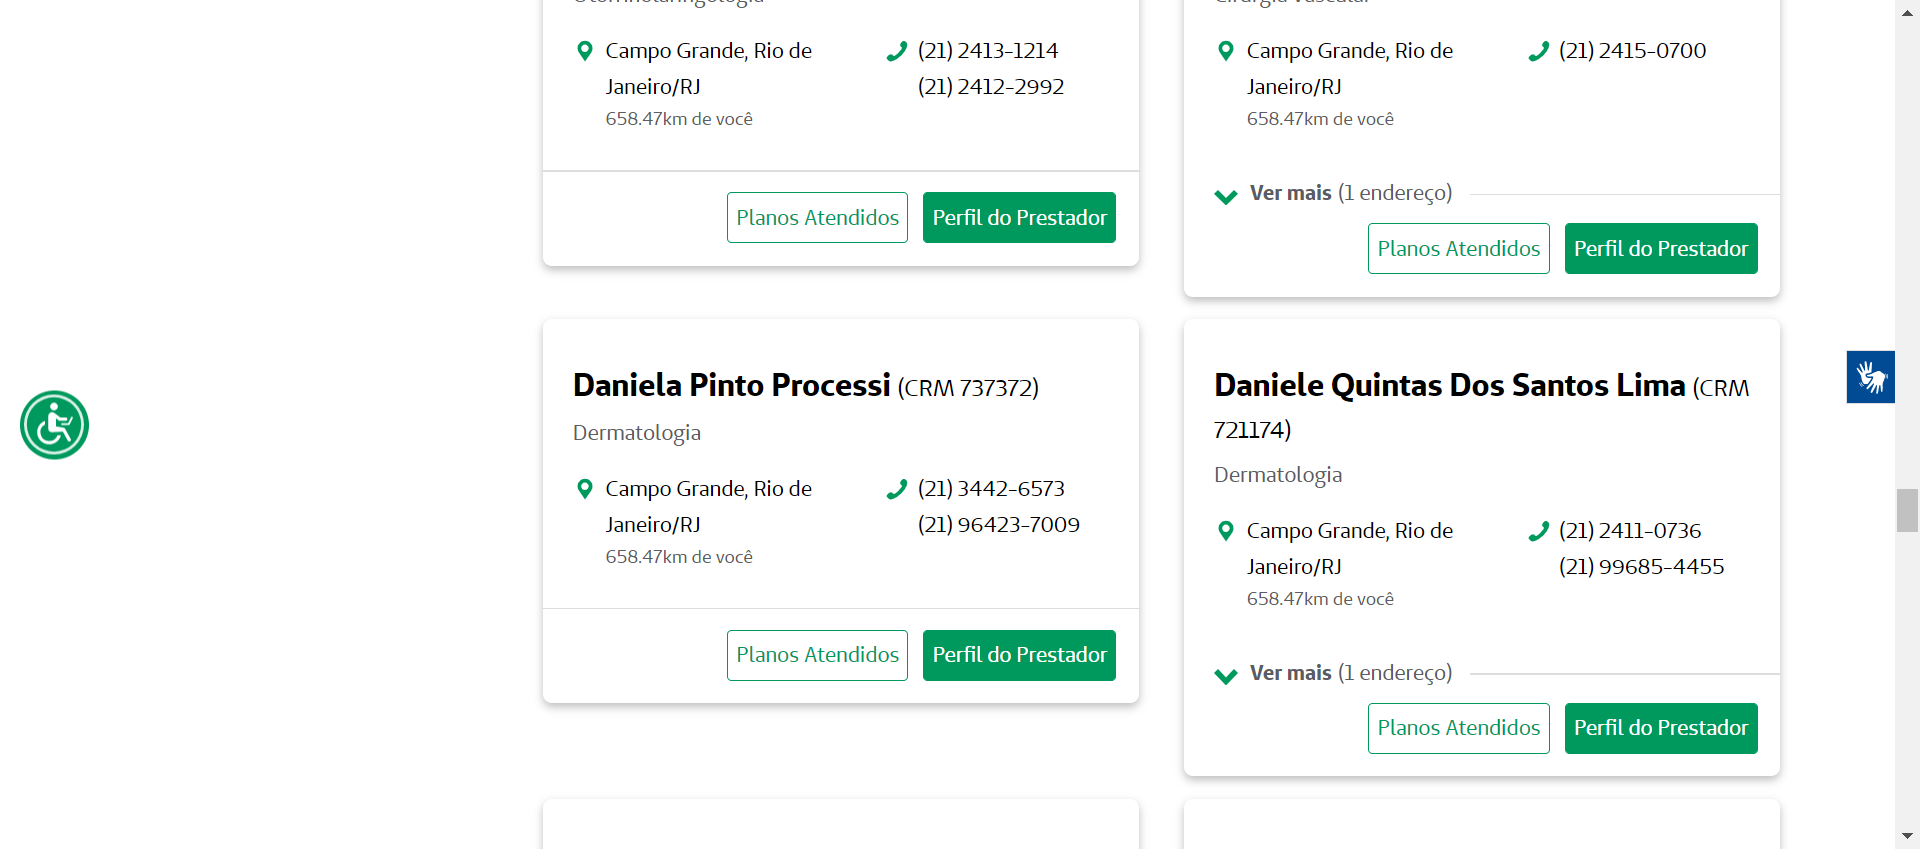 Otorrinolaringologia
Campo Grande, Rio de
Janeiro/RJ
658.47km de você
(21) 2413-1214
(21) 2412-2992
Planos Atendidos
Perfil do Prestador
Cirurgia Vascular
Campo Grande, Rio de
Janeiro/RJ
658.47km de você
(21) 2415-0700
Ver mais (1 endereço)
Planos Atendidos
Perfil do Prestador
Daniela Pinto Processi (CRM 737372)
Dermatologia
Campo Grande, Rio de
Janeiro/RJ
658.47km de você
(21) 3442-6573
(21) 96423-7009
Planos Atendidos
Perfil do Prestador
Daniele Quintas Dos Santos Lima (CRM
721174)
Dermatologia
Campo Grande, Rio de
Janeiro/RJ
658.47km de você
(21) 2411-0736
(21) 99685-4455
Ver mais (1 endereço)
Planos Atendidos
Perfil do Prestador